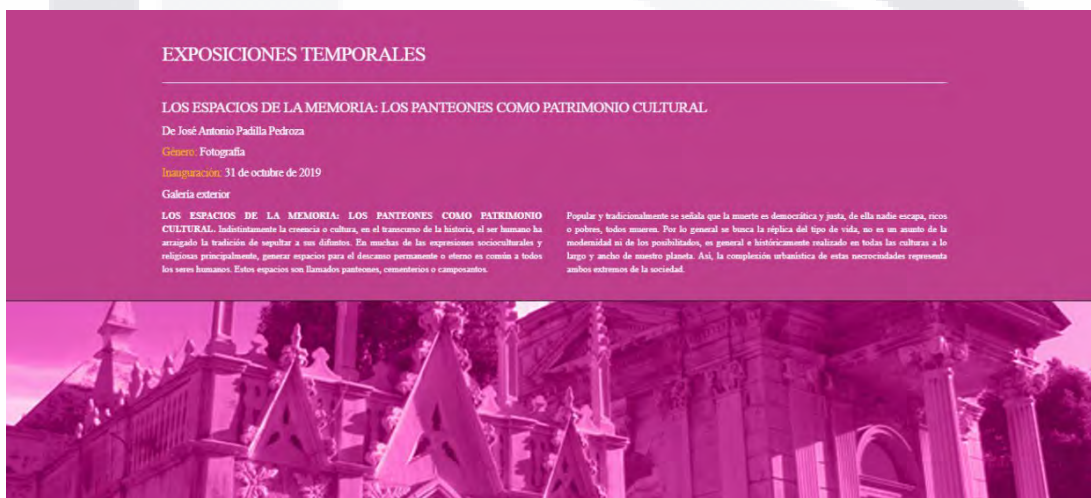 EXPOSICIONES TEMPORALES
LOS ESPACIOS DE LA MEMORIA: LOS PANTEONES COMO PATRIMONIO CULTURAL
De José Antonio Padilla Pedroza
Género: Fotografía
Inauguración: 31 de octubre de 2019
Galería exterior
LOS ESPACIOS DE LA MEMORIA: LOS PANTEONES COMO PATRIMONIO
CULTURAL. Indistintamente la creencia o cultura, en el transcurso de la historia, el ser humano ha
arraigado la tradición de sepultar a sus difuntos. En muchas de las expresiones socioculturales y
religiosas principalmente, generar espacios para el descanso permanente o eterno es común a todos
los seres humanos. Estos espacios son llamados panteones, cementerios o camposantos.
Popular y tradicionalmente se señala que la muerte es democrática y justa, de ella nadie escapa, ricos
o pobres, todos mueren. Por lo general se busca la réplica del tipo de vida, no es un asunto de la
modernidad ni de los posibilitados, es general e históricamente realizado en todas las culturas a lo
largo y ancho de nuestro planeta. Así, la complexión urbanística de estas necrociudades representa
ambos extremos de la sociedad.